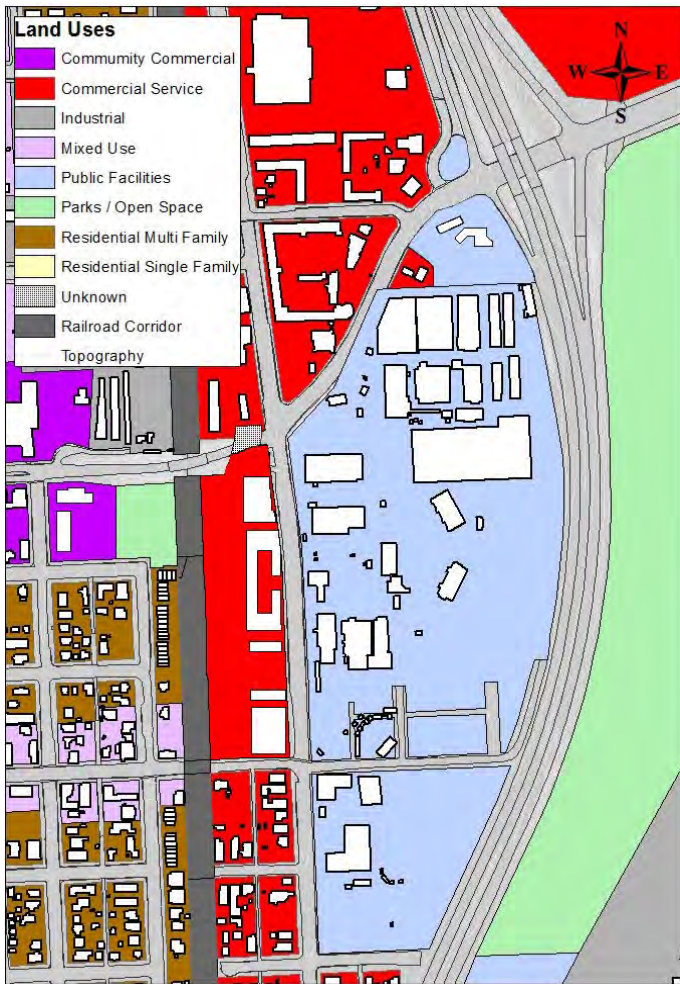 Land Uses
Community Commercial
Commercial Service
Industrial
Mixed Use
Public Facilities
Parks / Open Space
Residential Multi Family
Residential Single Family
Unknown
Railroad Corridor
Topography
N
W E
S